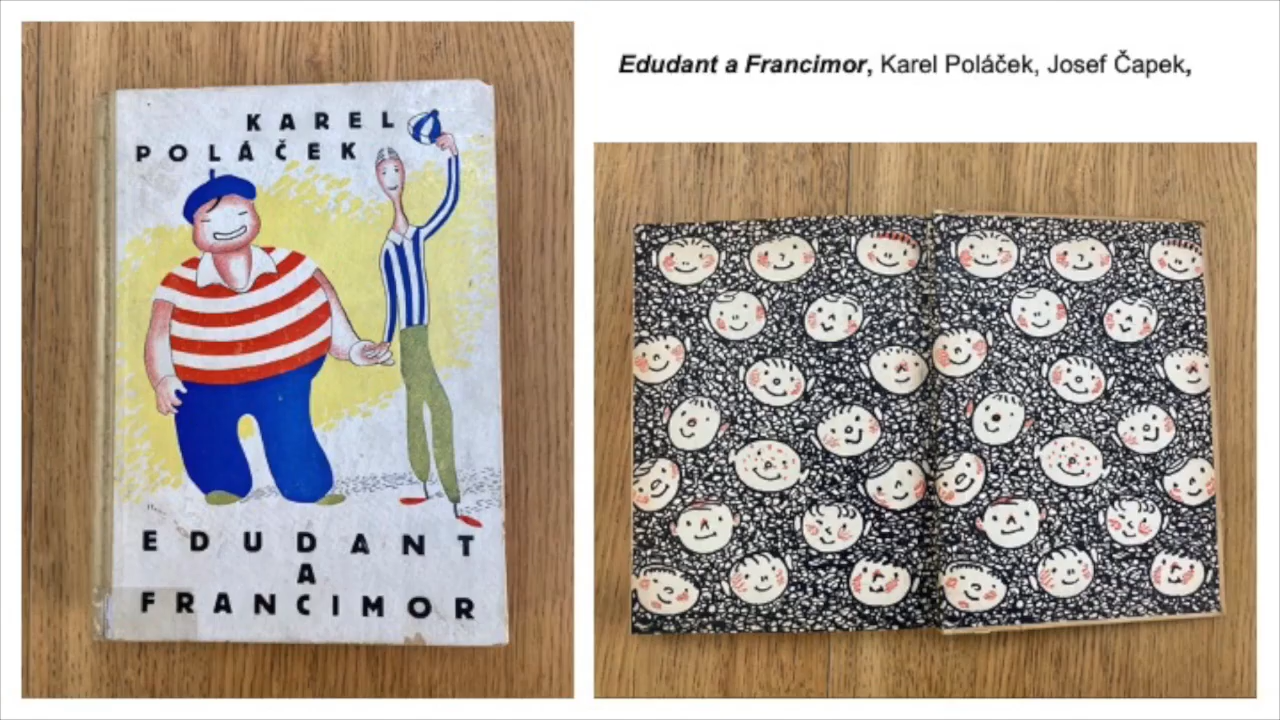 KAREL
POLÁČEK
EDUDANT
A
FRANCIMOR
Edudant a Francimor, Karel Poláček, Josef Čapek,